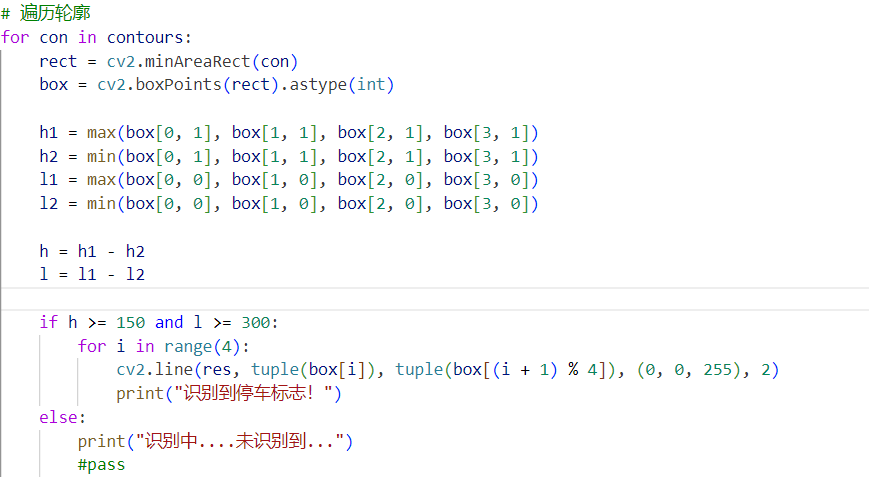 # 遍历轮廓
for con in contours:
    rect = cv2.minAreaRect(con)
    box = cv2.boxPoints(rect).astype(int)
    h1 = max(box[0, 1], box[1, 1], box[2, 1], box[3, 1])
    h2 = min(box[0, 1], box[1, 1], box[2, 1], box[3, 1])
    l1 = max(box[0, 0], box[1, 0], box[2, 0], box[3, 0])
    l2 = min(box[0, 0], box[1, 0], box[2, 0], box[3, 0])
    h = h1 - h2
    l = l1 - l2
    if h >= 150 and l >= 300:
        for i in range(4):
            cv2.line(res, tuple(box[i]), tuple(box[(i + 1) % 4]), (0, 0, 255), 2)
            print("识别到停车标志！")
    else:
        print("识别中....未识别到...")
        #pass